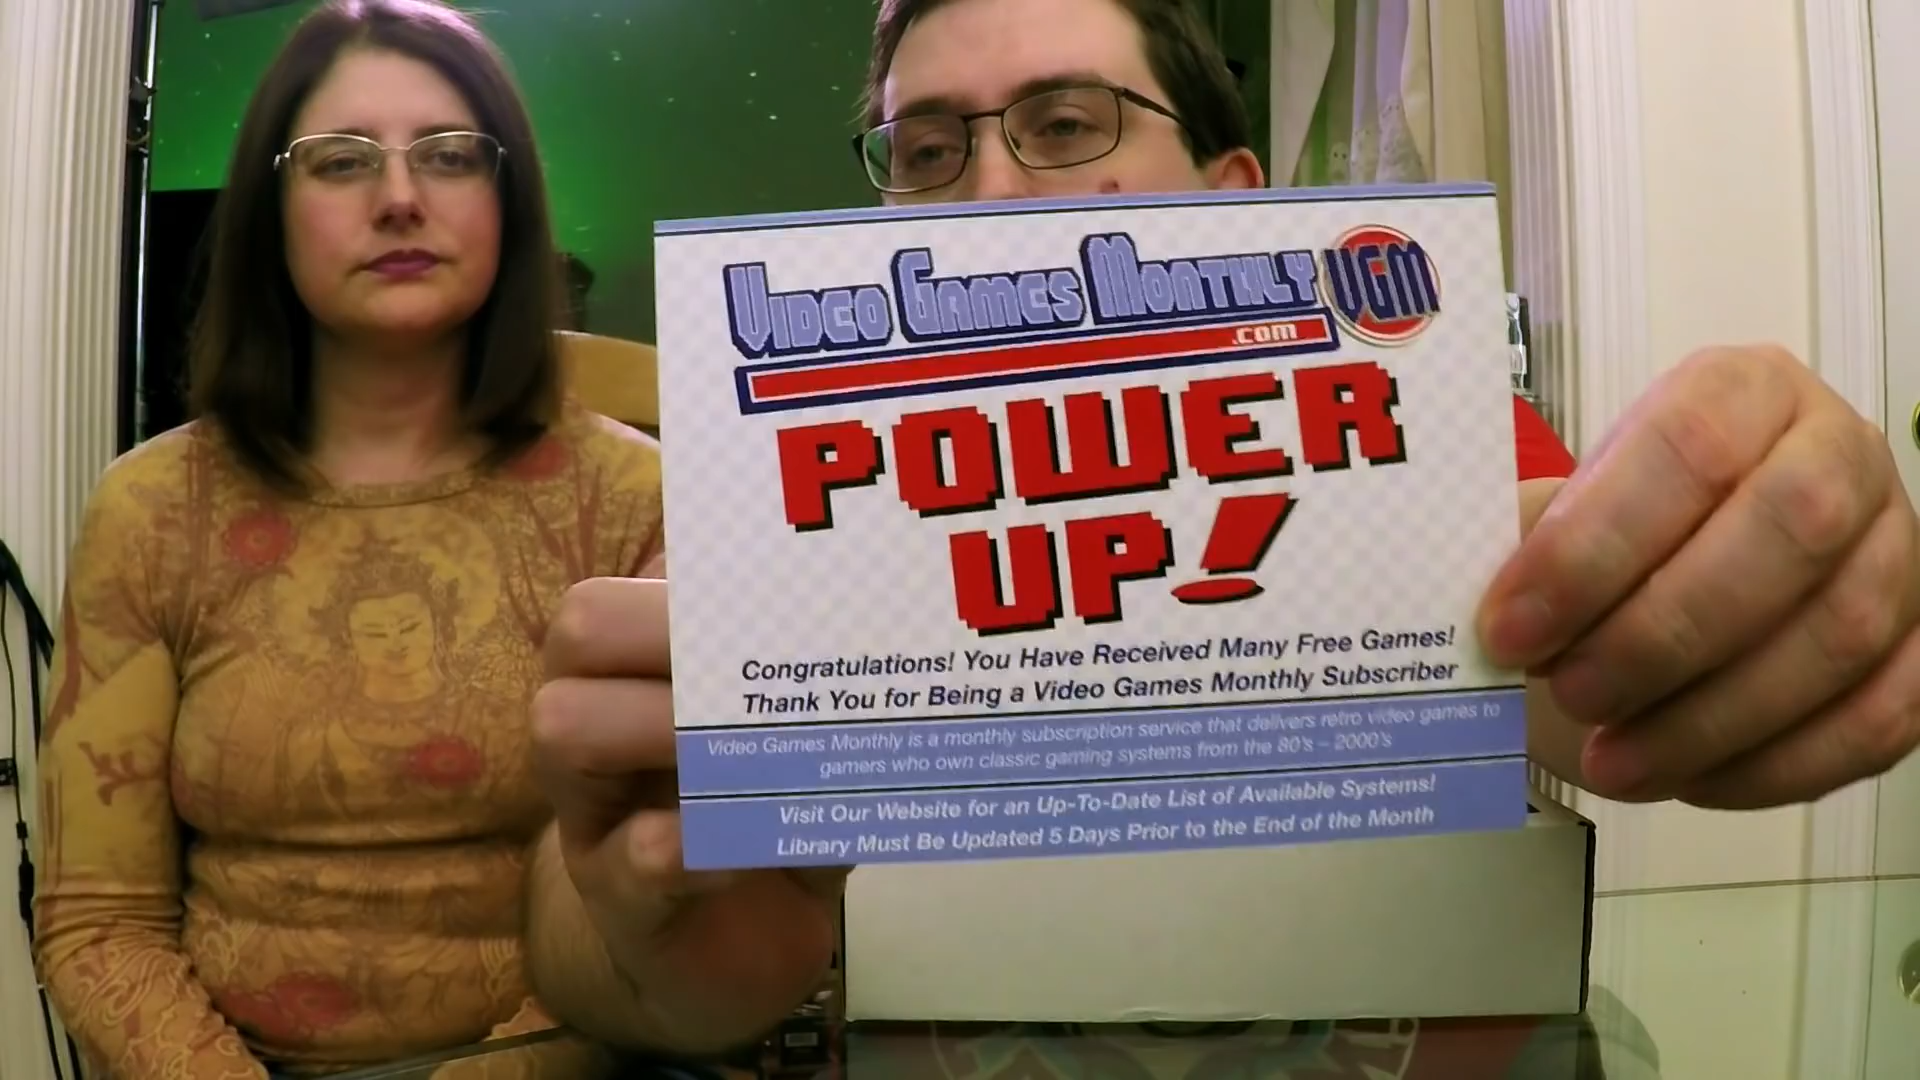 Video Games Monthly VGM
.com
POWER
UP!
Congratulations! You Have Received Many Free Games!
Thank You for Being a Video Games Monthly Subscriber
Video Games Monthly is a monthly subscription service that delivers retro video games to
gamers who own classic gaming systems from the 80's – 2000's
Visit Our Website for an Up-To-Date List of Available Systems!
Library Must Be Updated 5 Days Prior to the End of the Month